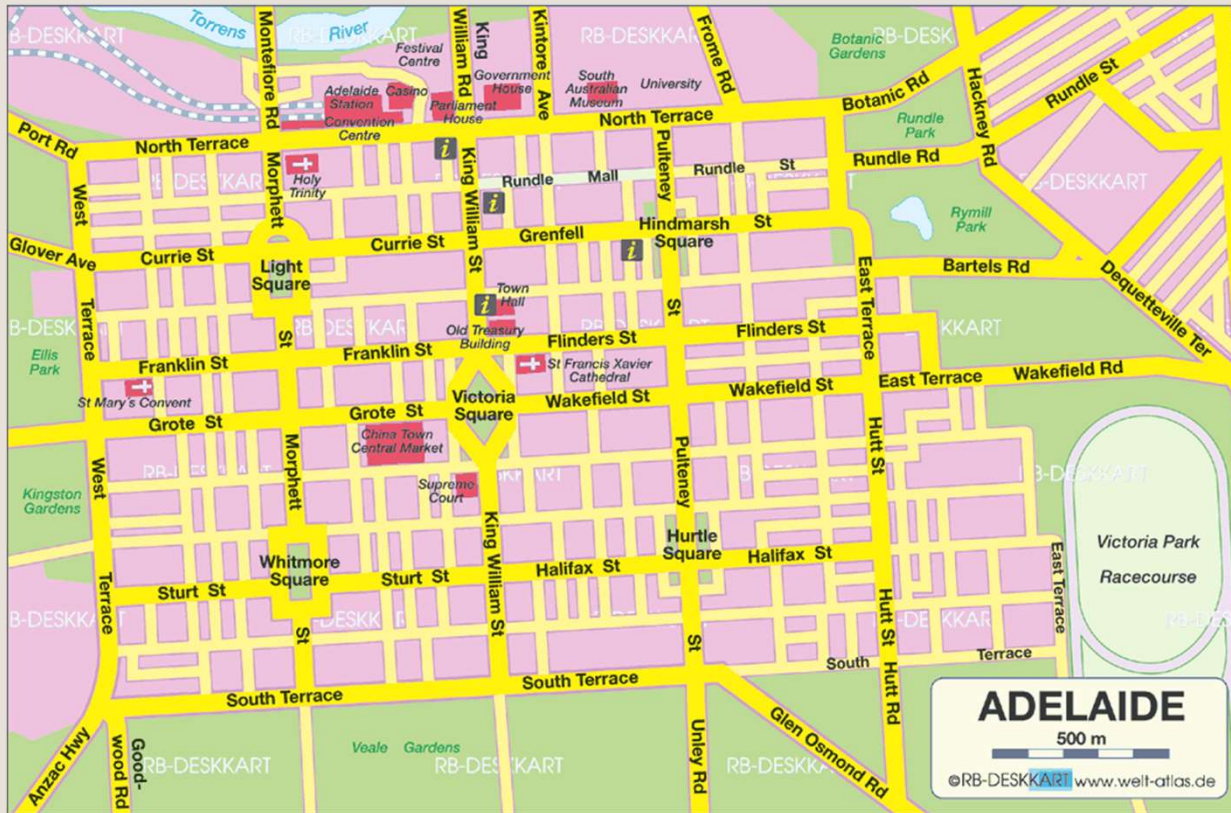 Torrens
River
Montefiore Rd
King
William Rd
Kintore Ave
Frome Rd
Hackney Rd
Rundle St
Botanic
Gardens
Botanic Rd
Festival
Centre
Adelaide
Station
Casino
Convention
Centre
Parliament
House
Government
House
South
Australian
Museum
University
Port Rd
North Terrace
North Terrace
Rundle
Park
Rundle Rd
Holy
Trinity
Morphett
King William St
Pulteney
Rundle Mall
Rundle St
i
i
i
i
West
Glover Ave
Currie St
Currie St
Grenfell
Hindmarsh St
Square
Rymill
Park
Light
Square
East Terrace
Bartels Rd
Dequetteville Ter
Terrace
Town
Hall
Old Treasury
Building
St
St
Ellis
Park
Franklin St
Franklin St
Flinders St
Flinders St
St Mary's Convent
St Francis Xavier
Cathedral
Victoria
Square
Grote St
Grote St
Wakefield St
Wakefield St
East Terrace
Wakefield Rd
China Town
Central Market
Hutt St
West
Morphett
Pulteney
Kingston
Gardens
Supreme
Court
King William St
Whitmore
Square
Hurtle
Square
Sturt St
Sturt St
Halifax St
Halifax St
Victoria Park
Racecourse
East Terrace
Terrace
St
St
Hutt St
Hutt Rd
South Terrace
South Terrace
South Terrace
Anzac Hwy
Good-
wood Rd
Veale Gardens
Unley Rd
Glen Osmond Rd
ADELAIDE
500 m
©RB-DESKKART www.welt-atlas.de
B-DESKKART
RB-DESKKART
RB-DESKKART
RB-DESKKART